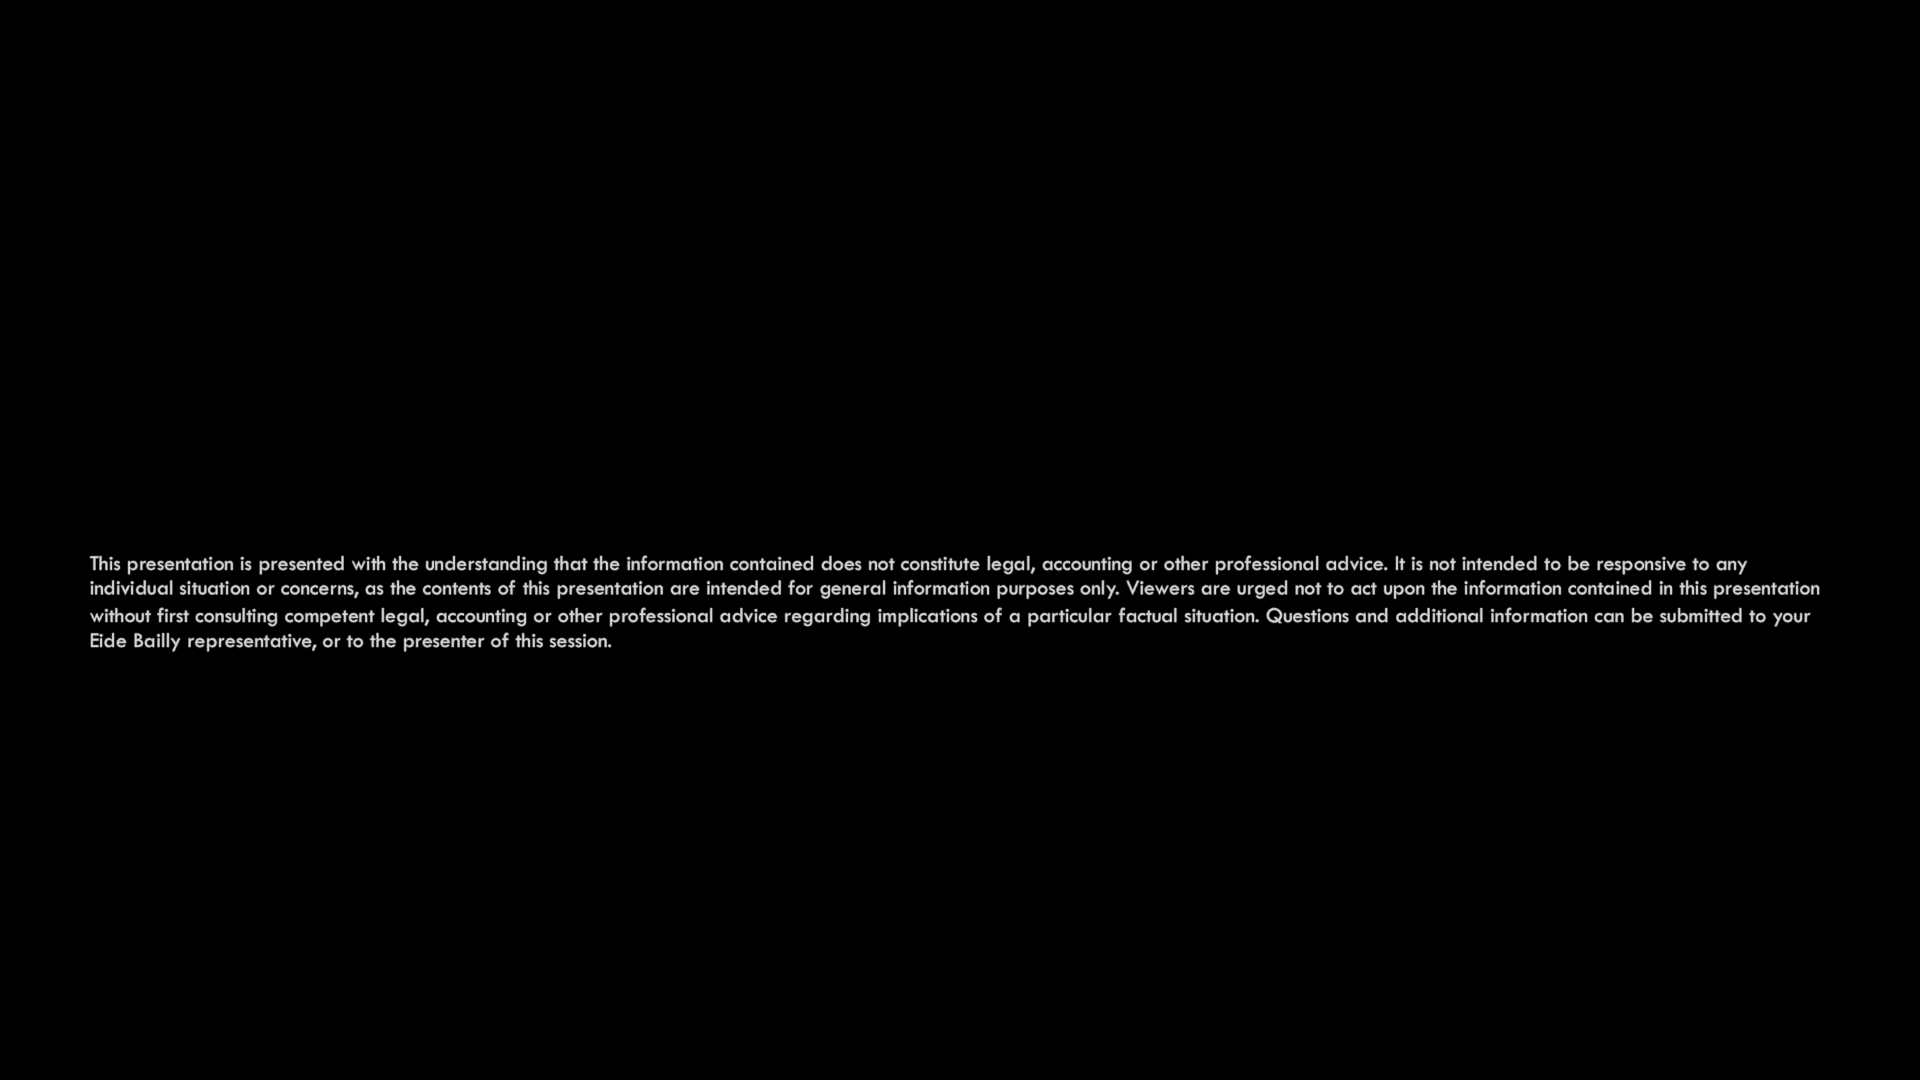 This presentation is presented with the understanding that the information contained does not constitute legal, accounting or other professional advice. It is not intended to be responsive to any
individual situation or concerns, as the contents of this presentation are intended for general information purposes only. Viewers are urged not to act upon the information contained in this presentation
without first consulting competent legal, accounting or other professional advice regarding implications of a particular factual situation. Questions and additional information can be submitted to your
Eide Bailly representative, or to the presenter of this session.